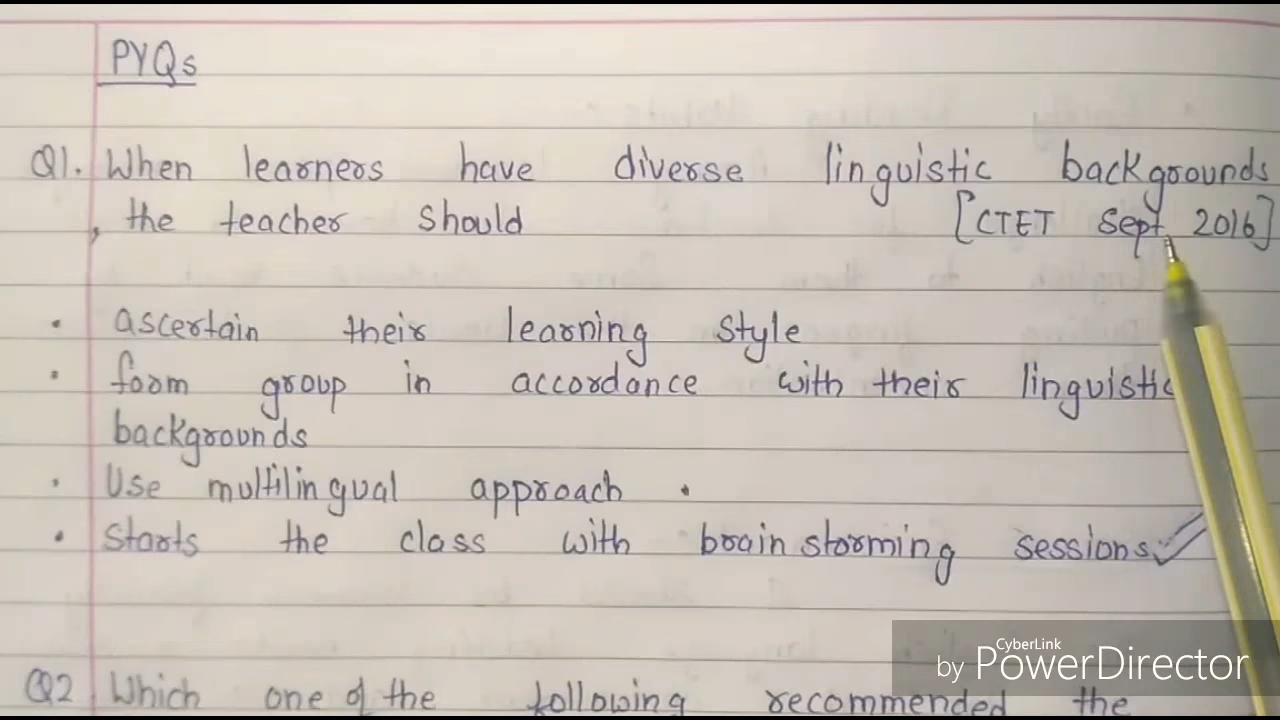 PYQs
Q1. When learners have diverse linguistic backgrounds
, the teacher should [CTET Sept. 2016]
• ascertain their learning style
• form group in accordance with their linguistic
backgrounds
• Use multilingual approach •
• Starts the class with brain storming sessions ✓
Q2 Which one of the following recommended the
CyberLink
by PowerDirector